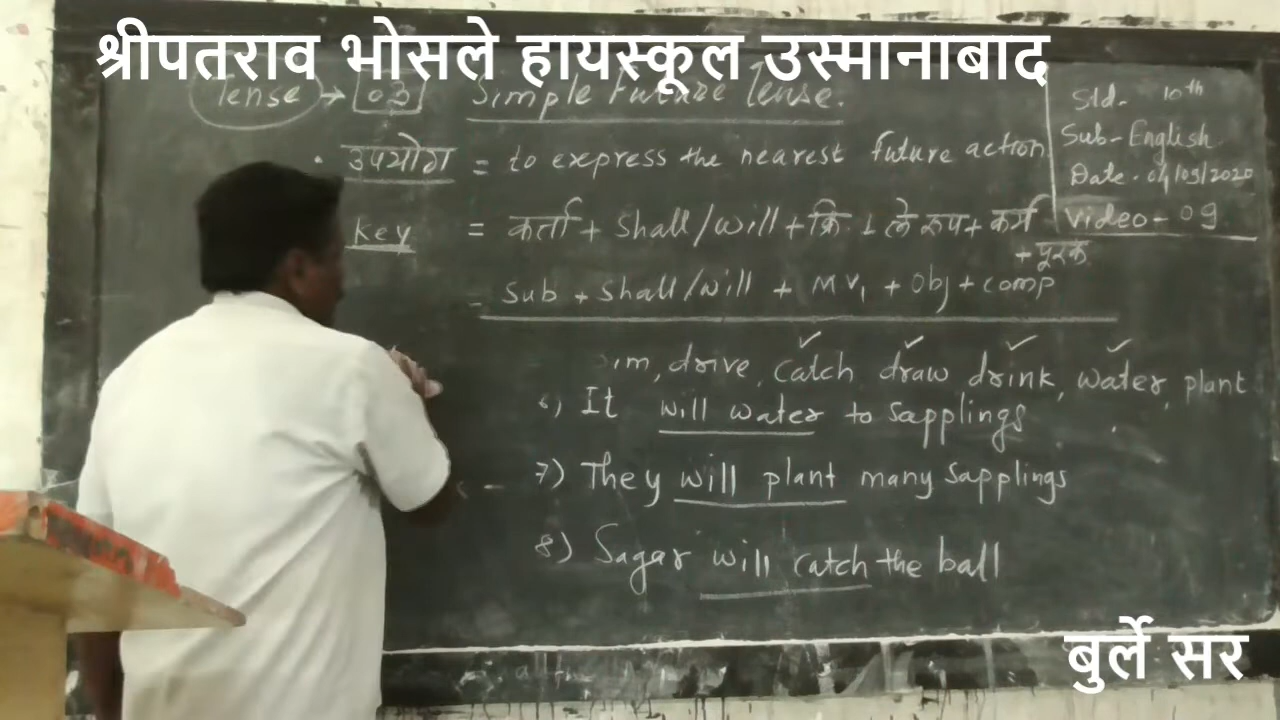 श्रीपतराव भोसले हायस्कूल उस्मानाबाद
Tense → 03 Simple Future Tense.
Std- 10th
Sub- English
Date. 01/09/2020
Video- 09
उपयोग = to express the nearest future action
Key = कर्ता + Shall/will + क्रि 1 ले रूप + कर्म
+ पुरक
= Sub + Shall/will + MV1 + Obj + comp
im, drive, catch draw drink, water, plant
6) It will water to sapplings
7) They will plant many sapplings
8) Sagar will catch the ball
बुर्ले सर